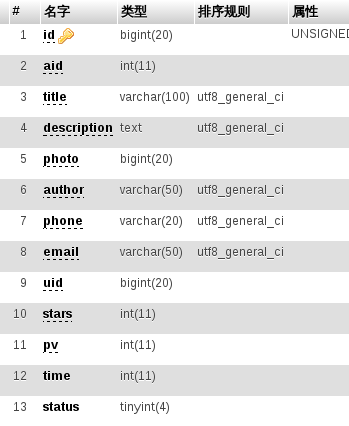 # 名字 类型 排序规则 属性
1 id bigint(20) UNSIGNED
2 aid int(11)
3 title varchar(100) utf8_general_ci
4 description text utf8_general_ci
5 photo bigint(20)
6 author varchar(50) utf8_general_ci
7 phone varchar(20) utf8_general_ci
8 email varchar(50) utf8_general_ci
9 uid bigint(20)
10 stars int(11)
11 pv int(11)
12 time int(11)
13 status tinyint(4)